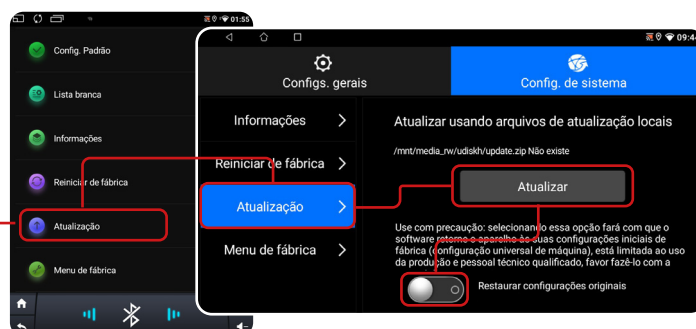 01:55
Config. Padrão
Lista branca
Informações
Reiniciar de fábrica
Atualização
Menu de fábrica
09:44
Configs. gerais
Config. de sistema
Informações
Reiniciar de fábrica
Atualização
Menu de fábrica
Atualizar usando arquivos de atualização locais
/mnt/media_rw/udiskh/update.zip Não existe
Atualizar
Use com precaução: selecionando essa opção fará com que o
software retorne o aparelho às suas configurações iniciais de
fábrica (configuração universal de máquina), está limitada ao uso
da produção e pessoal técnico qualificado, favor fazê-lo com a
Restaurar configurações originais